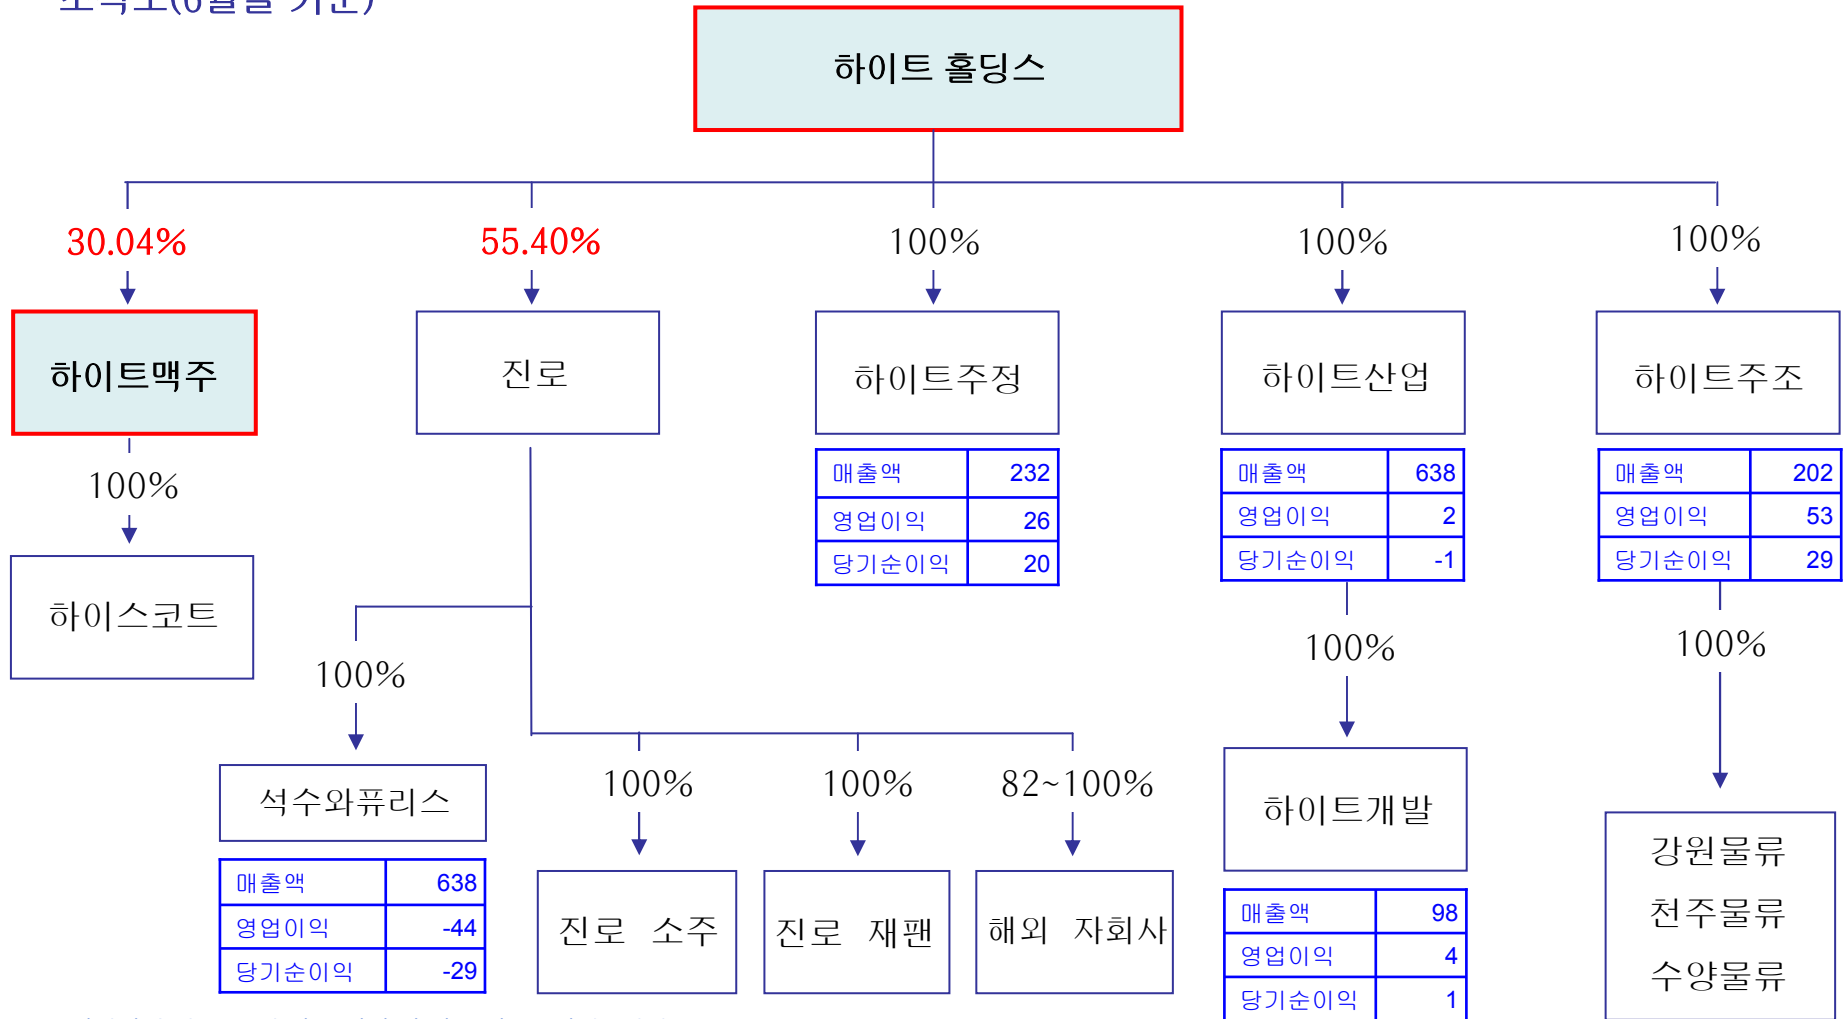 하이트 홀딩스
30.04%
55.40%
100%
100%
100%
하이트맥주
진로
하이트주정
하이트산업
하이트주조
매출액 232
영업이익 26
당기순이익 20
매출액 638
영업이익 2
당기순이익 -1
매출액 202
영업이익 53
당기순이익 29
100%
하이스코트
100%
100%
100%
석수와퓨리스
매출액 638
영업이익 -44
당기순이익 -29
100%
100%
82~100%
진로 소주
진로 재팬
해외 자회사
하이트개발
매출액 98
영업이익 4
당기순이익 1
강원물류
천주물류
수양물류